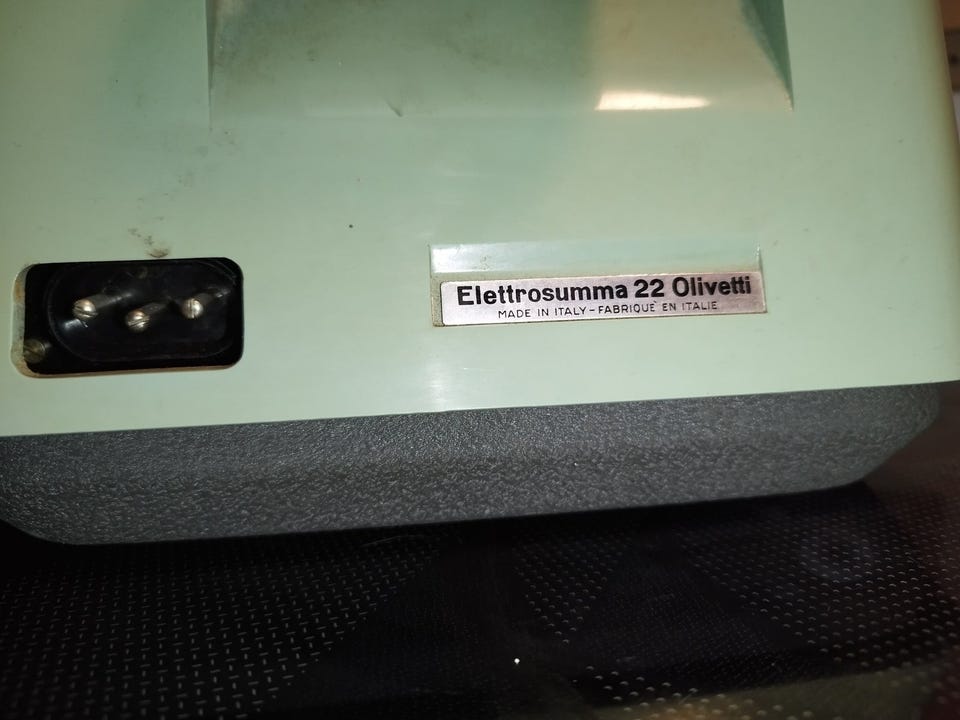 Elettrosumma 22 Olivetti
MADE IN ITALY - FABRIQUÉ EN ITALIE